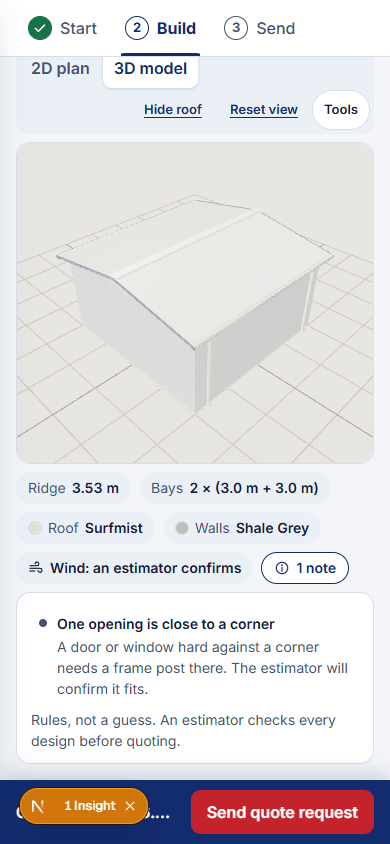 Start
2 Build
3 Send
2D plan
3D model
Hide roof
Reset view
Tools
Ridge 3.53 m
Bays 2 × (3.0 m + 3.0 m)
Roof Surfmist
Walls Shale Grey
Wind: an estimator confirms
1 note
One opening is close to a corner
A door or window hard against a corner
needs a frame post there. The estimator will
confirm it fits.
Rules, not a guess. An estimator checks every
design before quoting.
N 1 Insight
Send quote request